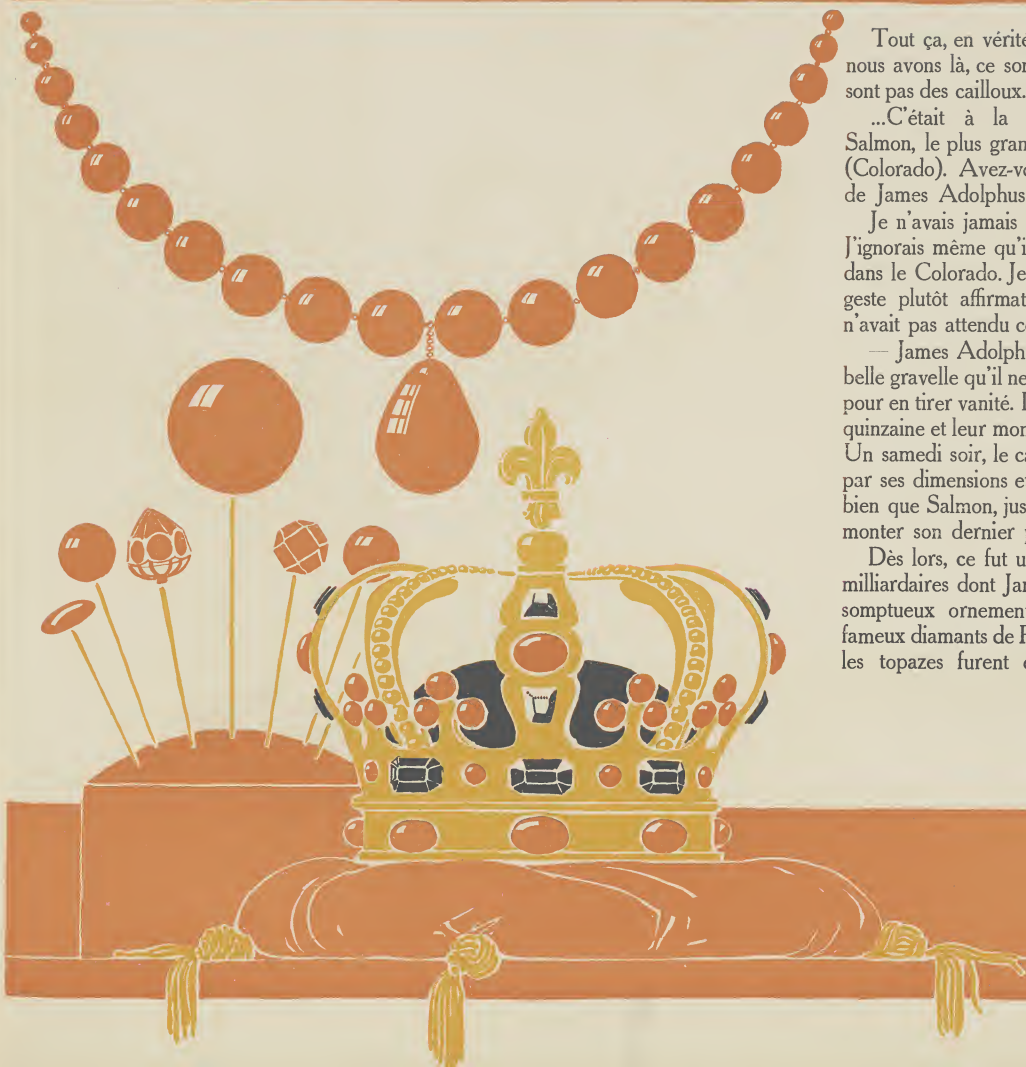 Tout ça, en vérité
nous avons là, ce so
sont pas des cailloux.
...C'était à la
Salmon, le plus gran
(Colorado). Avez-v
de James Adolphus
Je n'avais jamais
J'ignorais même qu'i
dans le Colorado. Je
geste plutôt affirmat
n'avait pas attendu c
— James Adolph
belle gravelle qu'il ne
pour en tirer vanité.
quinzaine et leur mon
Un samedi soir, le ca
par ses dimensions e
bien que Salmon, jus
monter son dernier
Dès lors, ce fut u
milliardaires dont Jam
somptueux ornemen
fameux diamants de
les topazes furent